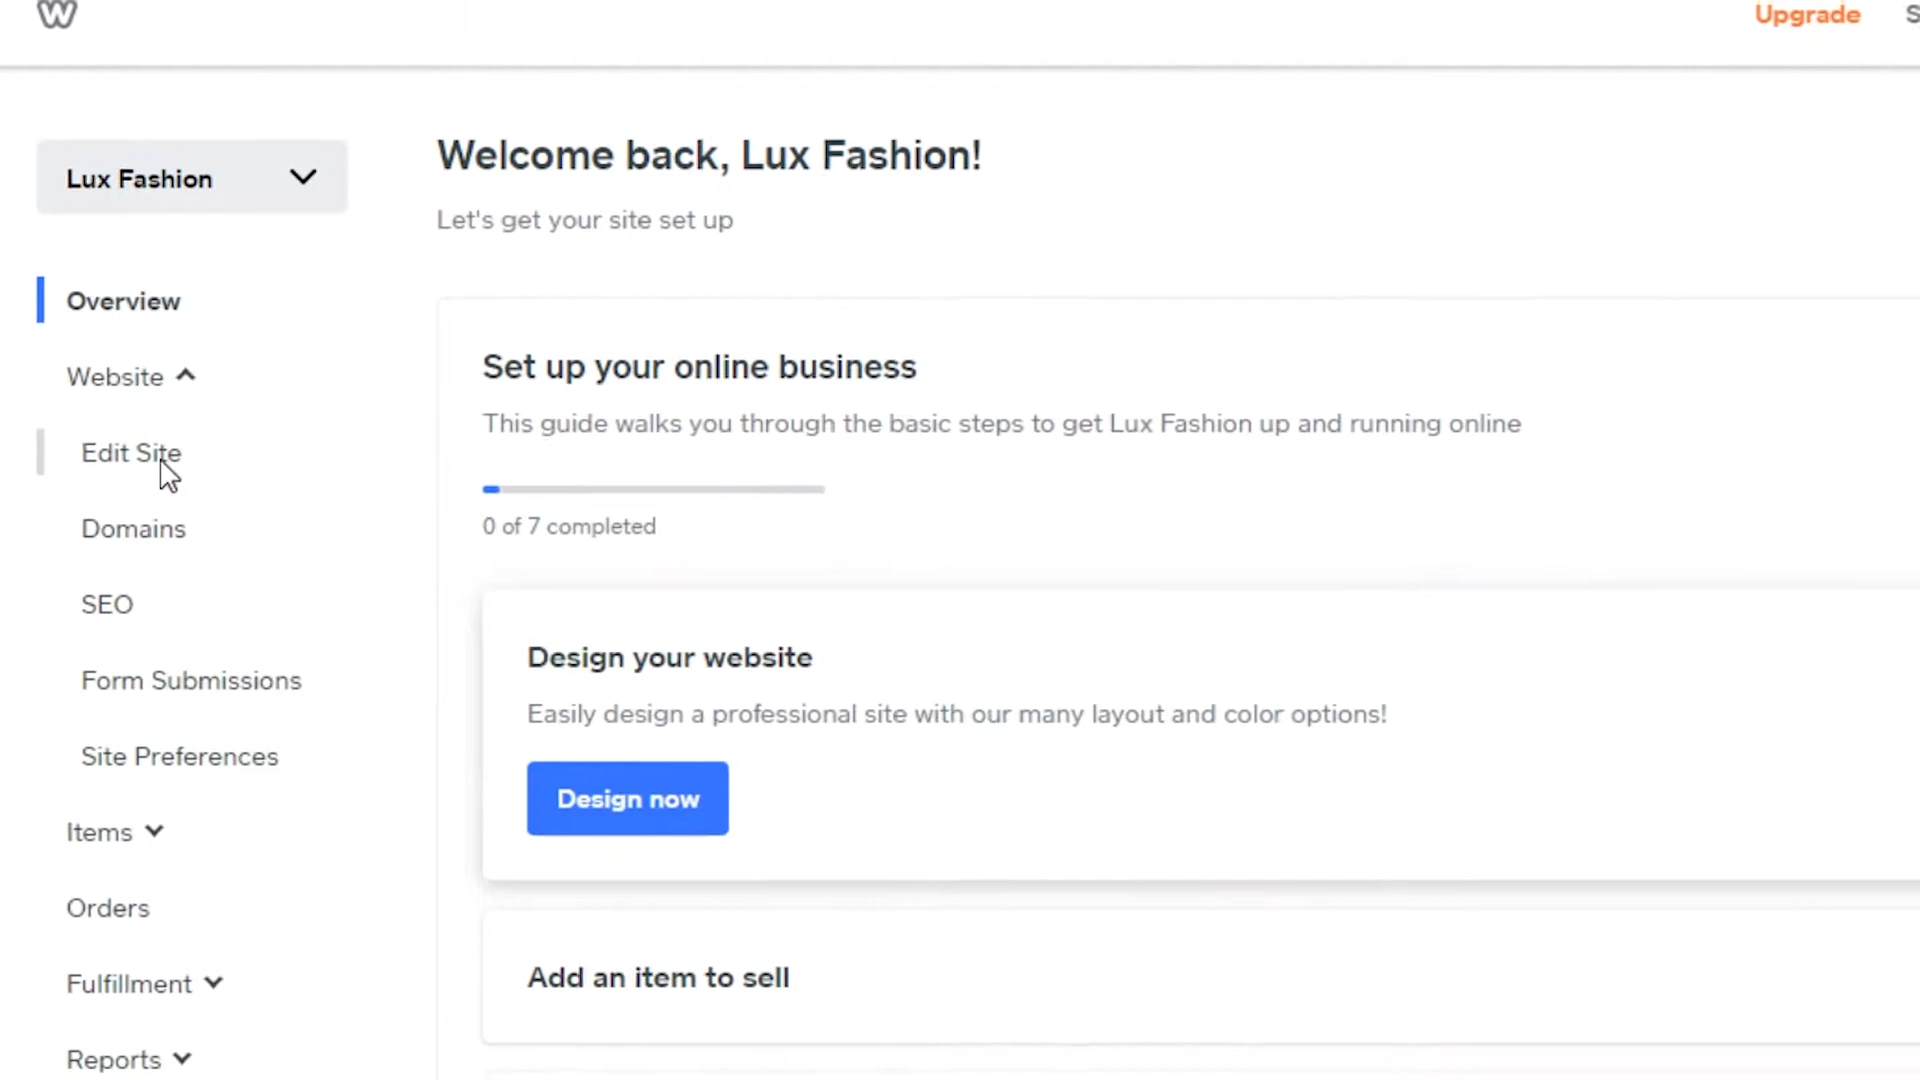 W
Upgrade
Lux Fashion
Overview
Website
Edit Site
Domains
SEO
Form Submissions
Site Preferences
Items
Orders
Fulfillment
Reports
Welcome back, Lux Fashion!
Let's get your site set up
Set up your online business
This guide walks you through the basic steps to get Lux Fashion up and running online
0 of 7 completed
Design your website
Easily design a professional site with our many layout and color options!
Design now
Add an item to sell